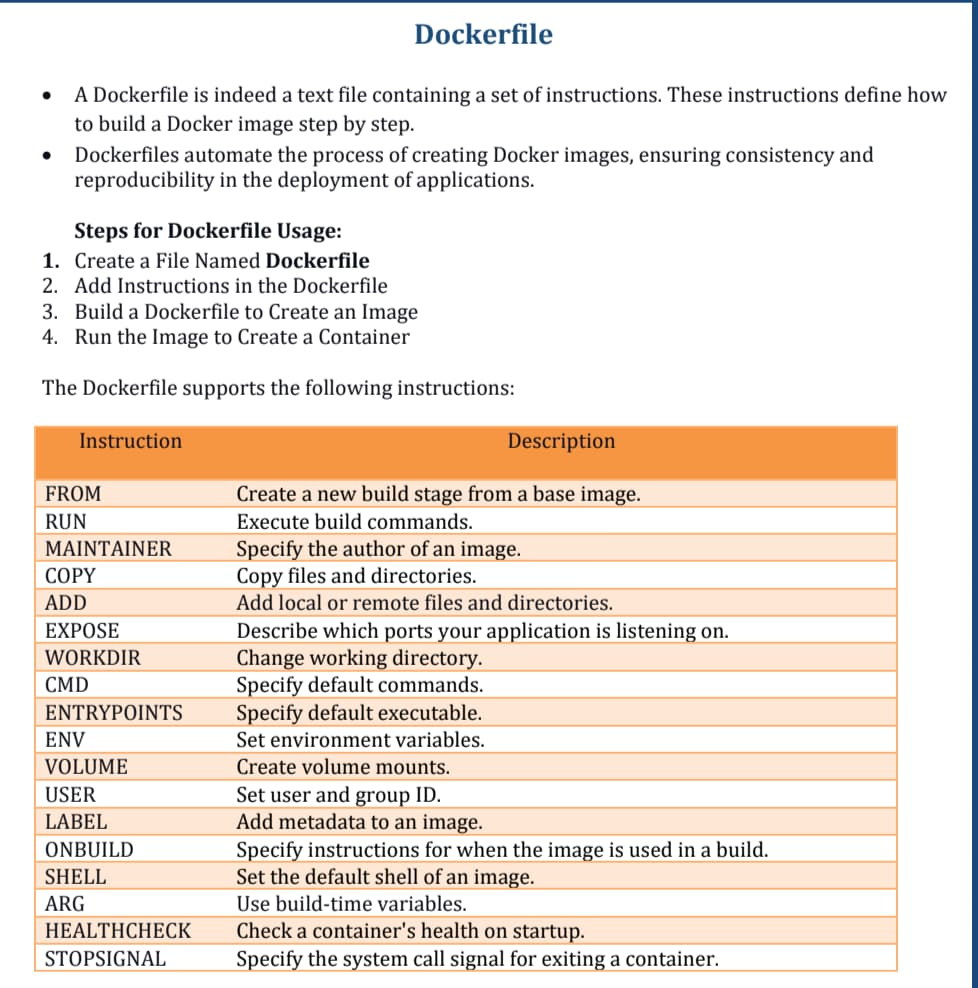 Dockerfile
• A Dockerfile is indeed a text file containing a set of instructions. These instructions define how
to build a Docker image step by step.
• Dockerfiles automate the process of creating Docker images, ensuring consistency and
reproducibility in the deployment of applications.
Steps for Dockerfile Usage:
1. Create a File Named Dockerfile
2. Add Instructions in the Dockerfile
3. Build a Dockerfile to Create an Image
4. Run the Image to Create a Container
The Dockerfile supports the following instructions:
Instruction Description
FROM Create a new build stage from a base image.
RUN Execute build commands.
MAINTAINER Specify the author of an image.
COPY Copy files and directories.
ADD Add local or remote files and directories.
EXPOSE Describe which ports your application is listening on.
WORKDIR Change working directory.
CMD Specify default commands.
ENTRYPOINTS Specify default executable.
ENV Set environment variables.
VOLUME Create volume mounts.
USER Set user and group ID.
LABEL Add metadata to an image.
ONBUILD Specify instructions for when the image is used in a build.
SHELL Set the default shell of an image.
ARG Use build-time variables.
HEALTHCHECK Check a container's health on startup.
STOPSIGNAL Specify the system call signal for exiting a container.